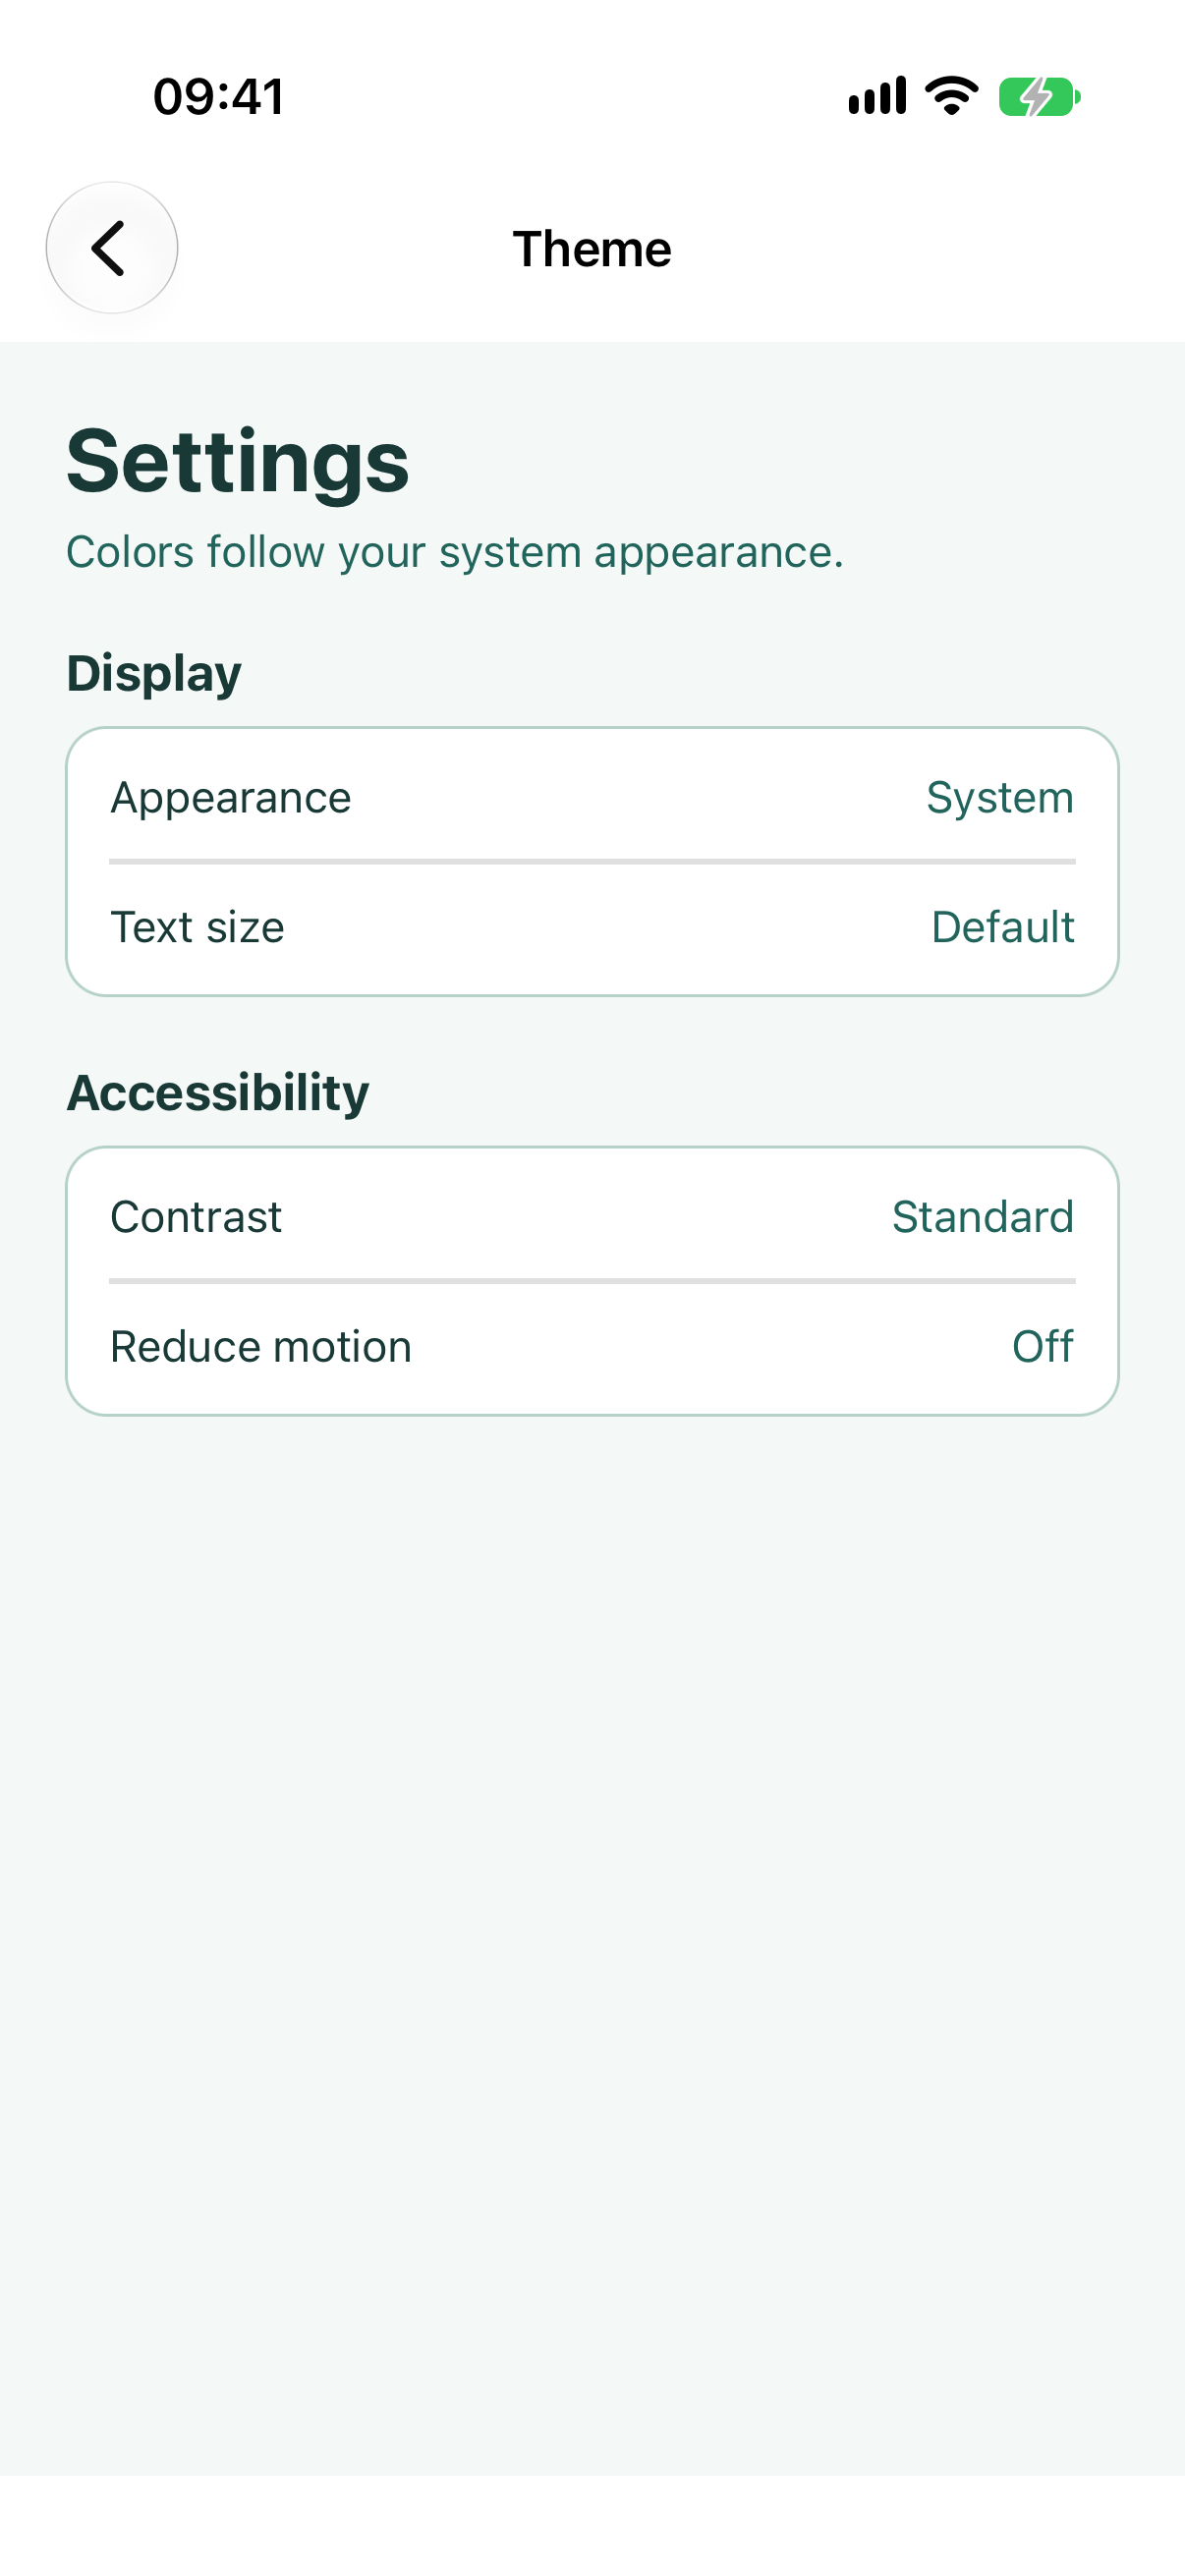 09:41
Theme
Settings
Colors follow your system appearance.
Display
Appearance System
Text size Default
Accessibility
Contrast Standard
Reduce motion Off